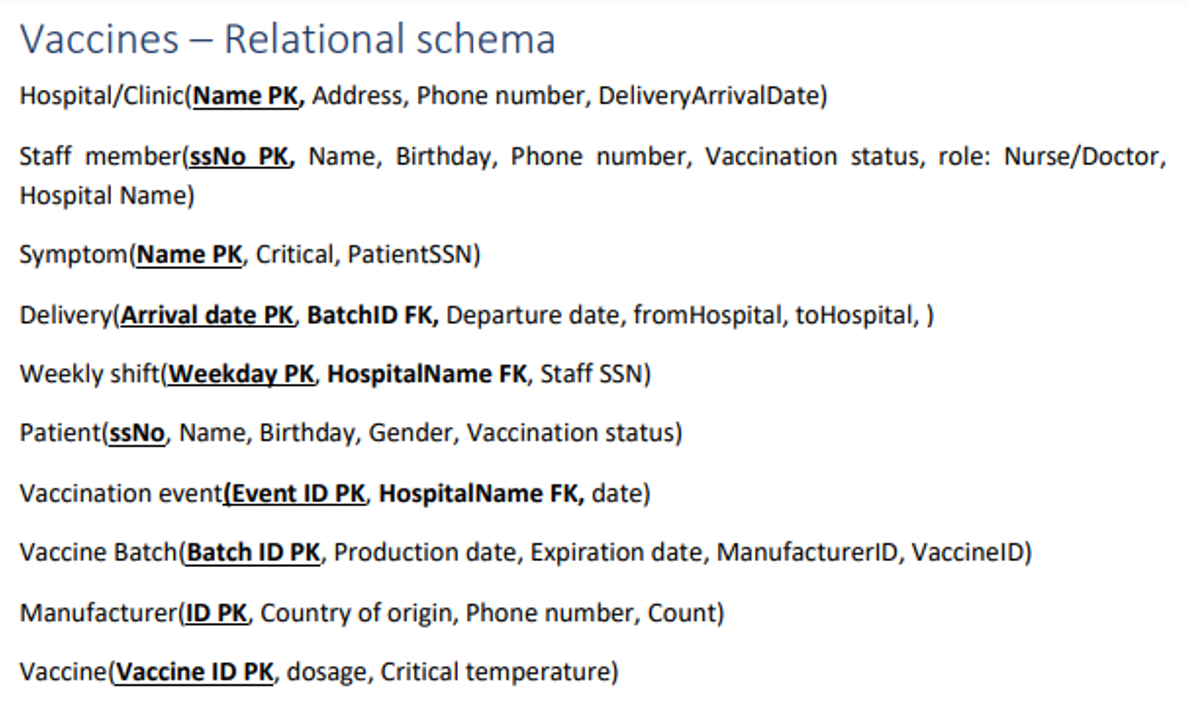 Vaccines – Relational schema
Hospital/Clinic(Name PK, Address, Phone number, DeliveryArrivalDate)
Staff member(ssNo PK, Name, Birthday, Phone number, Vaccination status, role: Nurse/Doctor,
Hospital Name)
Symptom(Name PK, Critical, PatientSSN)
Delivery(Arrival date PK, BatchID FK, Departure date, fromHospital, toHospital, )
Weekly shift(Weekday PK, HospitalName FK, Staff SSN)
Patient(ssNo, Name, Birthday, Gender, Vaccination status)
Vaccination event(Event ID PK, HospitalName FK, date)
Vaccine Batch(Batch ID PK, Production date, Expiration date, ManufacturerID, VaccineID)
Manufacturer(ID PK, Country of origin, Phone number, Count)
Vaccine(Vaccine ID PK, dosage, Critical temperature)